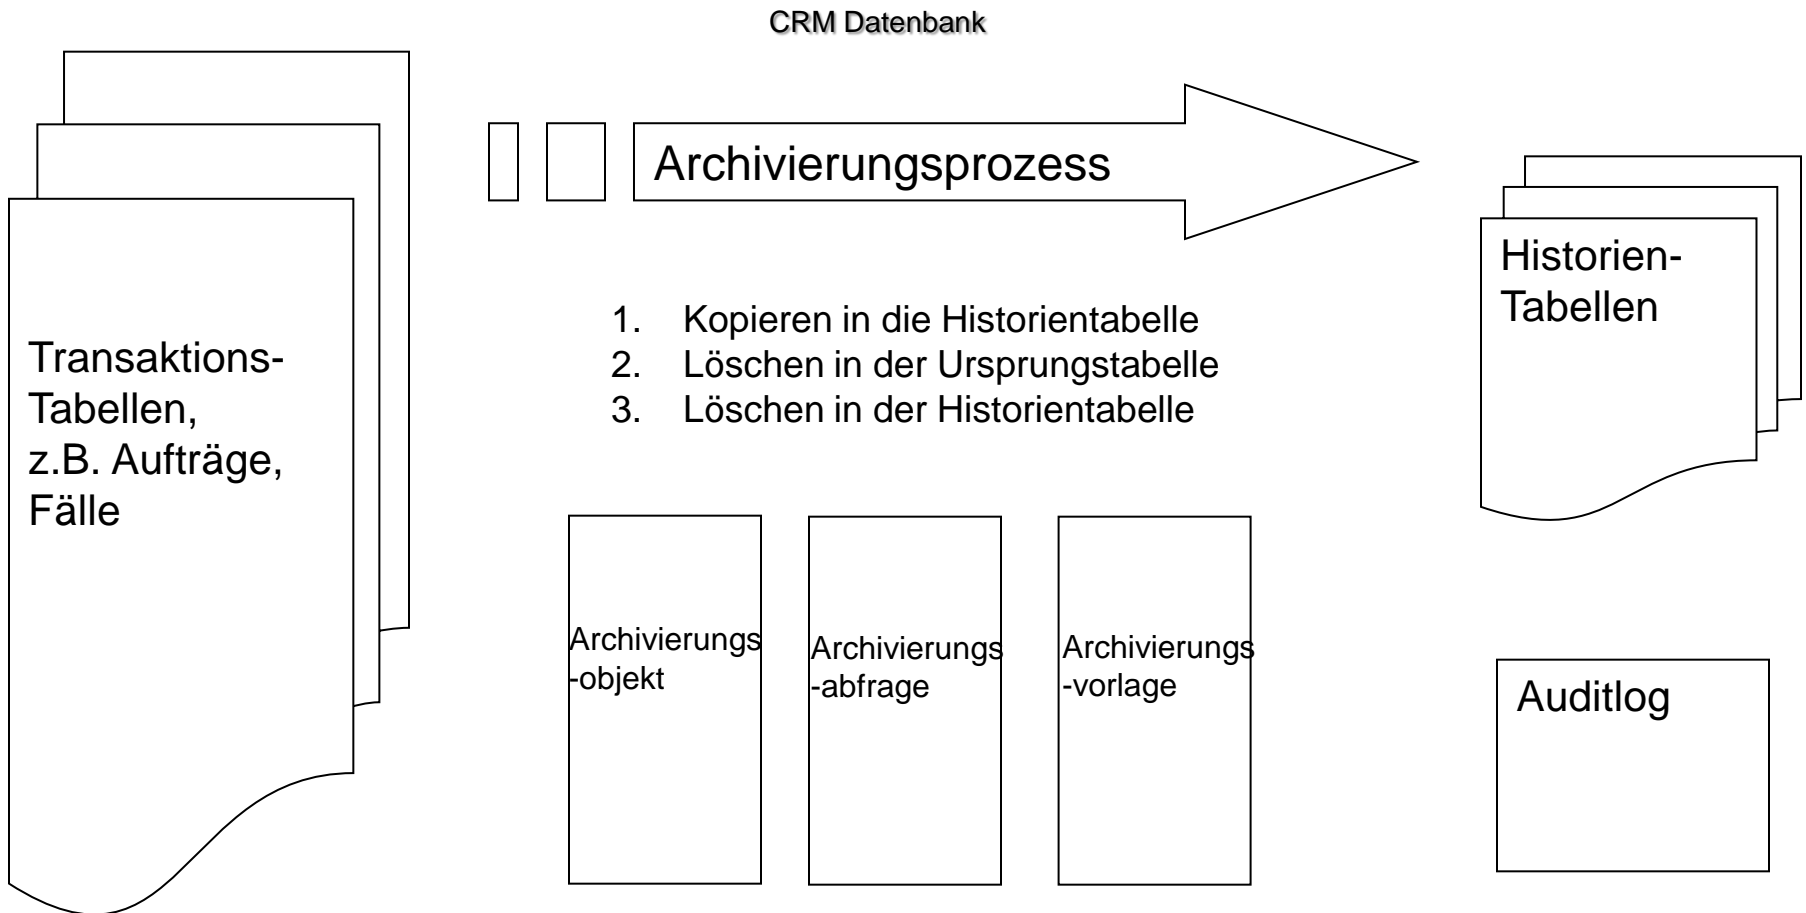 CRM Datenbank
Archivierungsprozess
Transaktions-
Tabellen,
z.B. Aufträge,
Fälle
1. Kopieren in die Historientabelle
2. Löschen in der Ursprungstabelle
3. Löschen in der Historientabelle
Historien-
Tabellen
Archivierungs
-objekt
Archivierungs
-abfrage
Archivierungs
-vorlage
Auditlog